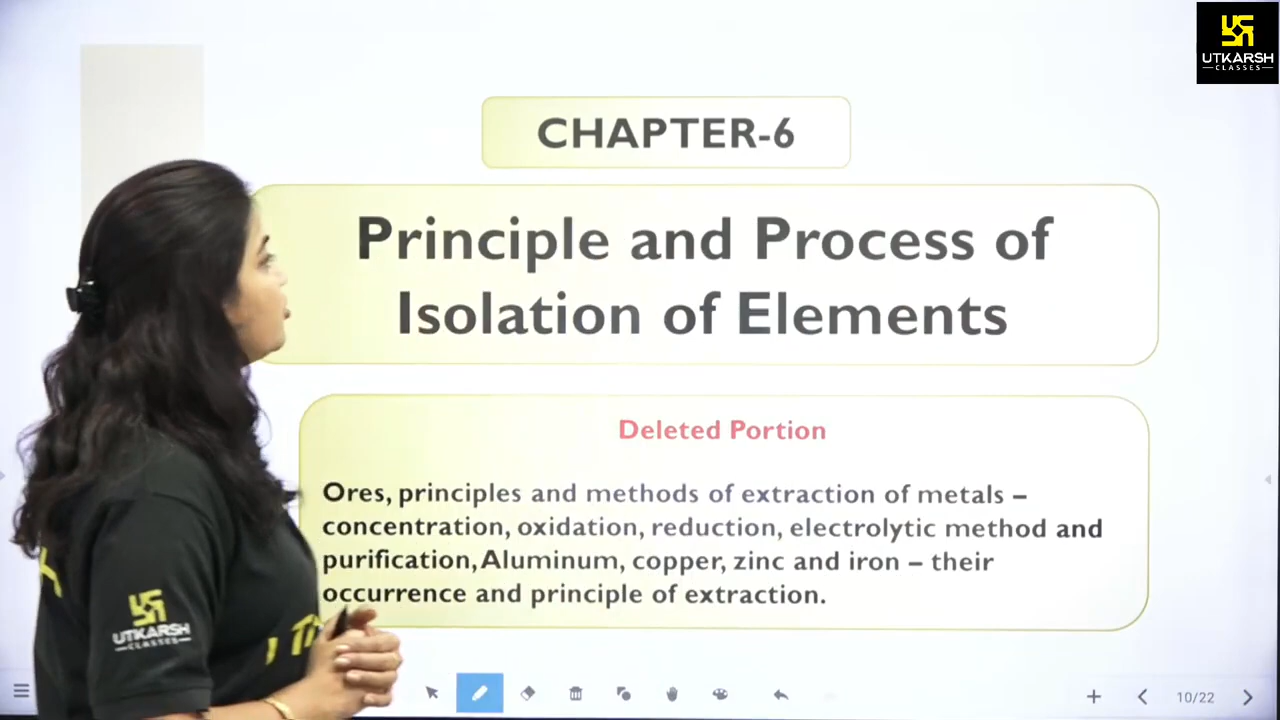 UTKARSH
CLASSES
CHAPTER-6
Principle and Process of
Isolation of Elements
Deleted Portion
Ores, principles and methods of extraction of metals –
concentration, oxidation, reduction, electrolytic method and
purification, Aluminum, copper, zinc and iron – their
occurrence and principle of extraction.
UTKARSH
CLASSES
10/22